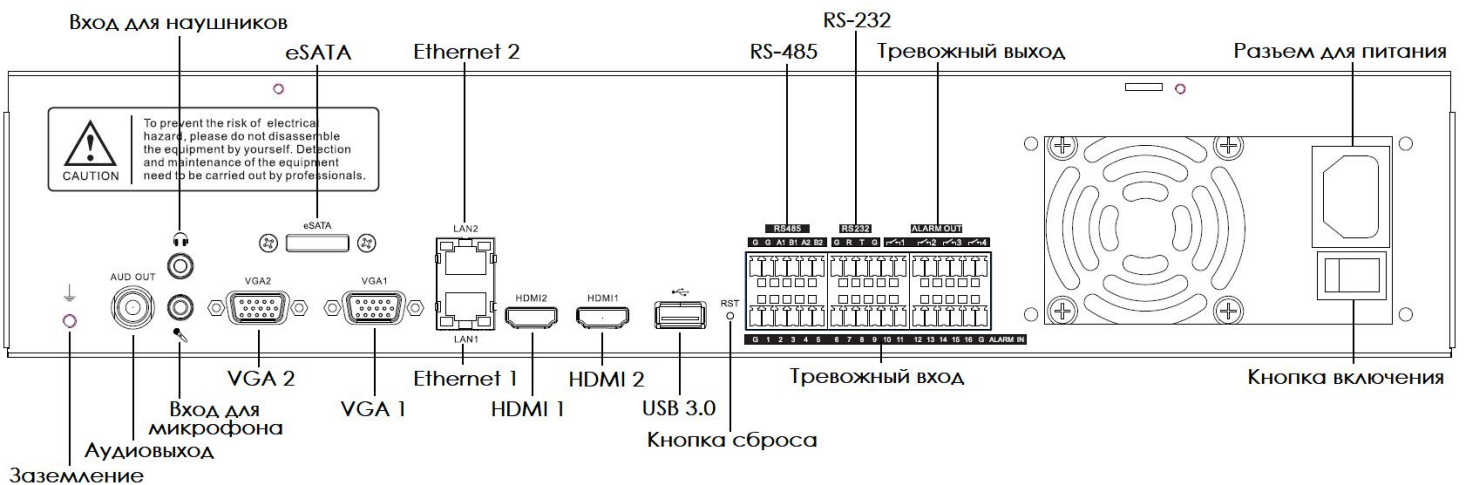 Вход для наушников
RS-232
eSATA
Ethernet 2
RS-485
Тревожный выход
Разъем для питания
CAUTION
To prevent the risk of electrical
hazard, please do not disassemble
the equipment by yourself. Detection
and maintenance of the equipment
need to be carried out by professionals.
eSATA
LAN2
RS485
RS232
ALARM OUT
G G A1 B1 A2 B2
G R T G 1
2 3 4
AUD OUT
VGA2
VGA1
HDMI2
HDMI1
RST
LAN1
G 1 2 3 4 5
6 7 8 9 10 11
12 13 14 15 16 G ALARM IN
VGA 2
Ethernet 1
HDMI 2
Тревожный вход
Кнопка включения
Вход для
микрофона
VGA 1
HDMI 1
USB 3.0
Кнопка сброса
Аудиовыход
Заземление